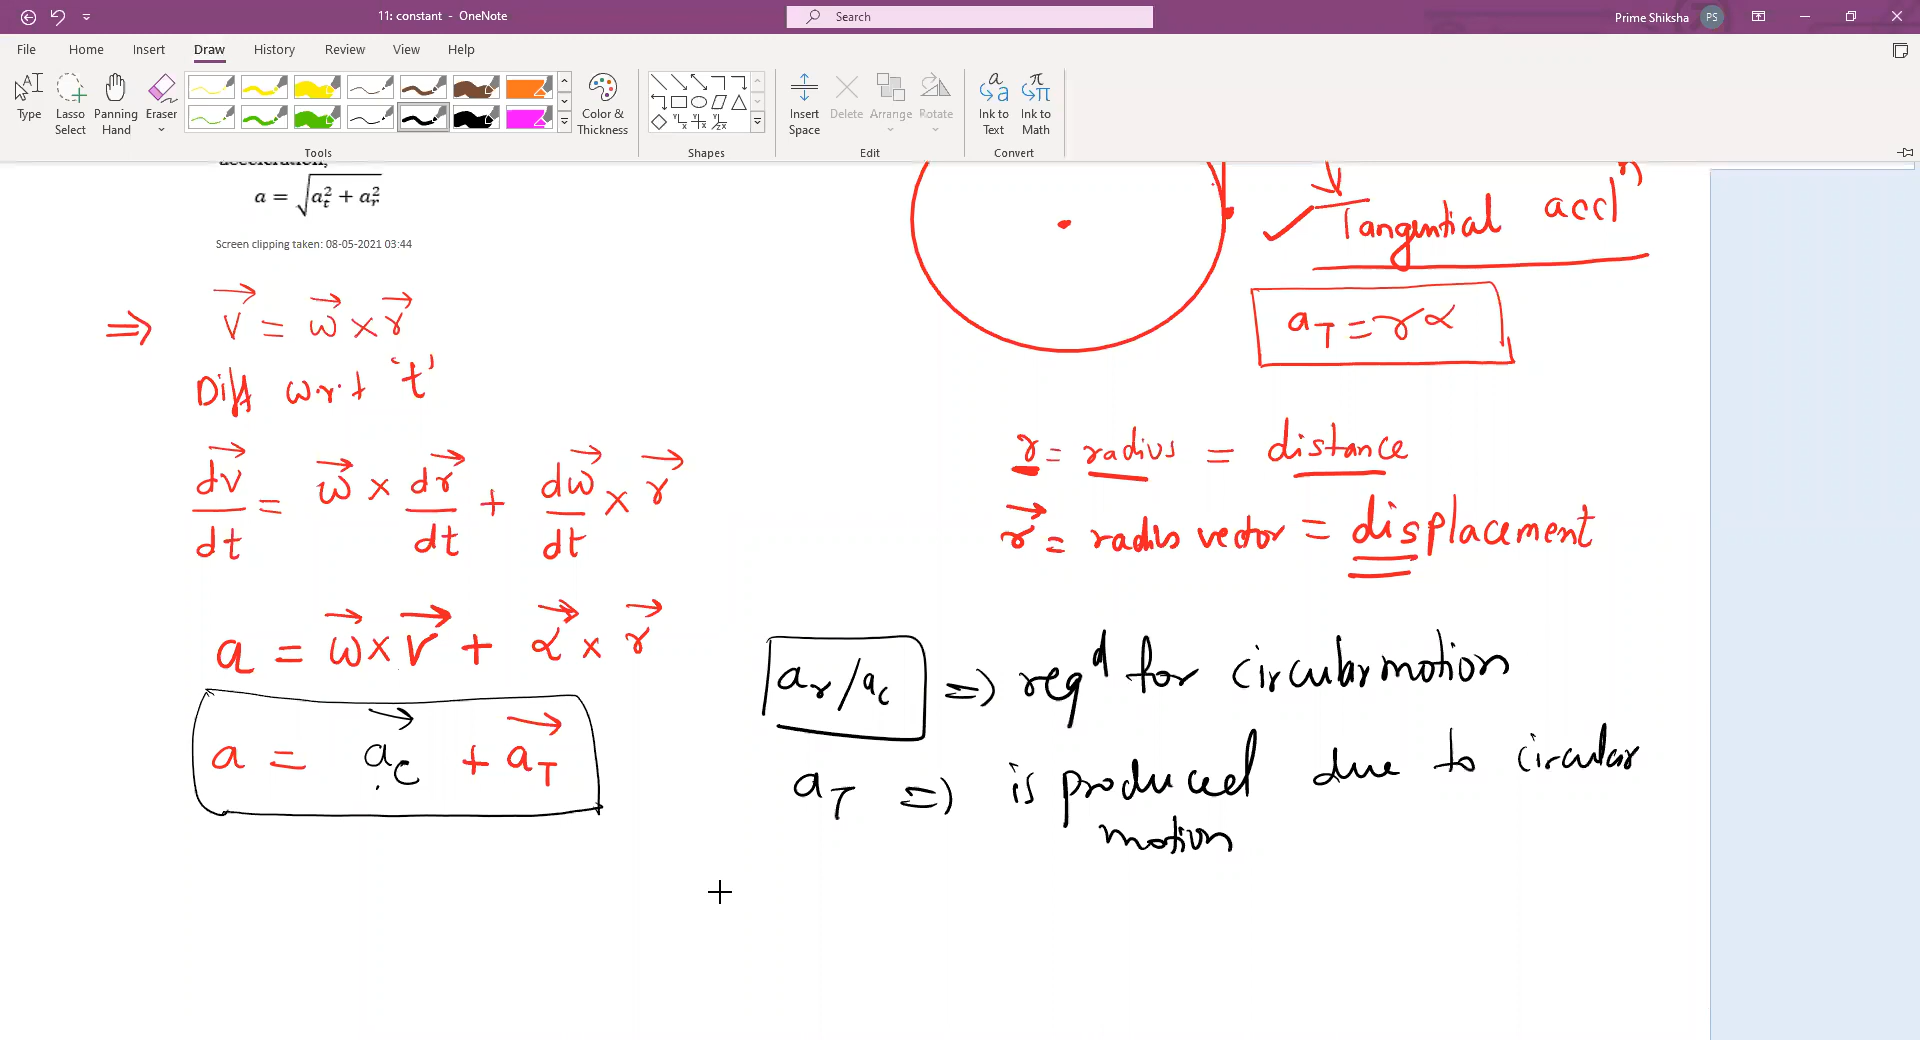 11: constant - OneNote
Search
Prime Shiksha PS
File Home Insert Draw History Review View Help
Type
Lasso Select
Panning Hand
Eraser
Color & Thickness
Insert Space
Delete
Arrange
Rotate
Ink to Text
Ink to Math
Tools
Shapes
Edit
Convert
acceleration,
a = √(a_t² + a_r²)
Screen clipping taken: 08-05-2021 03:44
⇒ v⃗ = ω⃗ × r⃗
Diff w.r.t 't'
dv⃗/dt = ω⃗ × dr⃗/dt + dω⃗/dt × r⃗
a = ω⃗ × v⃗ + α⃗ × r⃗
a = a⃗_C + a⃗_T
✓ Tangential accl^n
a_T = rα
r = radius = distance
r⃗ = radius vector = displacement
a_r/a_c ⇒ req^d for circular motion
a_T ⇒ is produced due to circular
motion